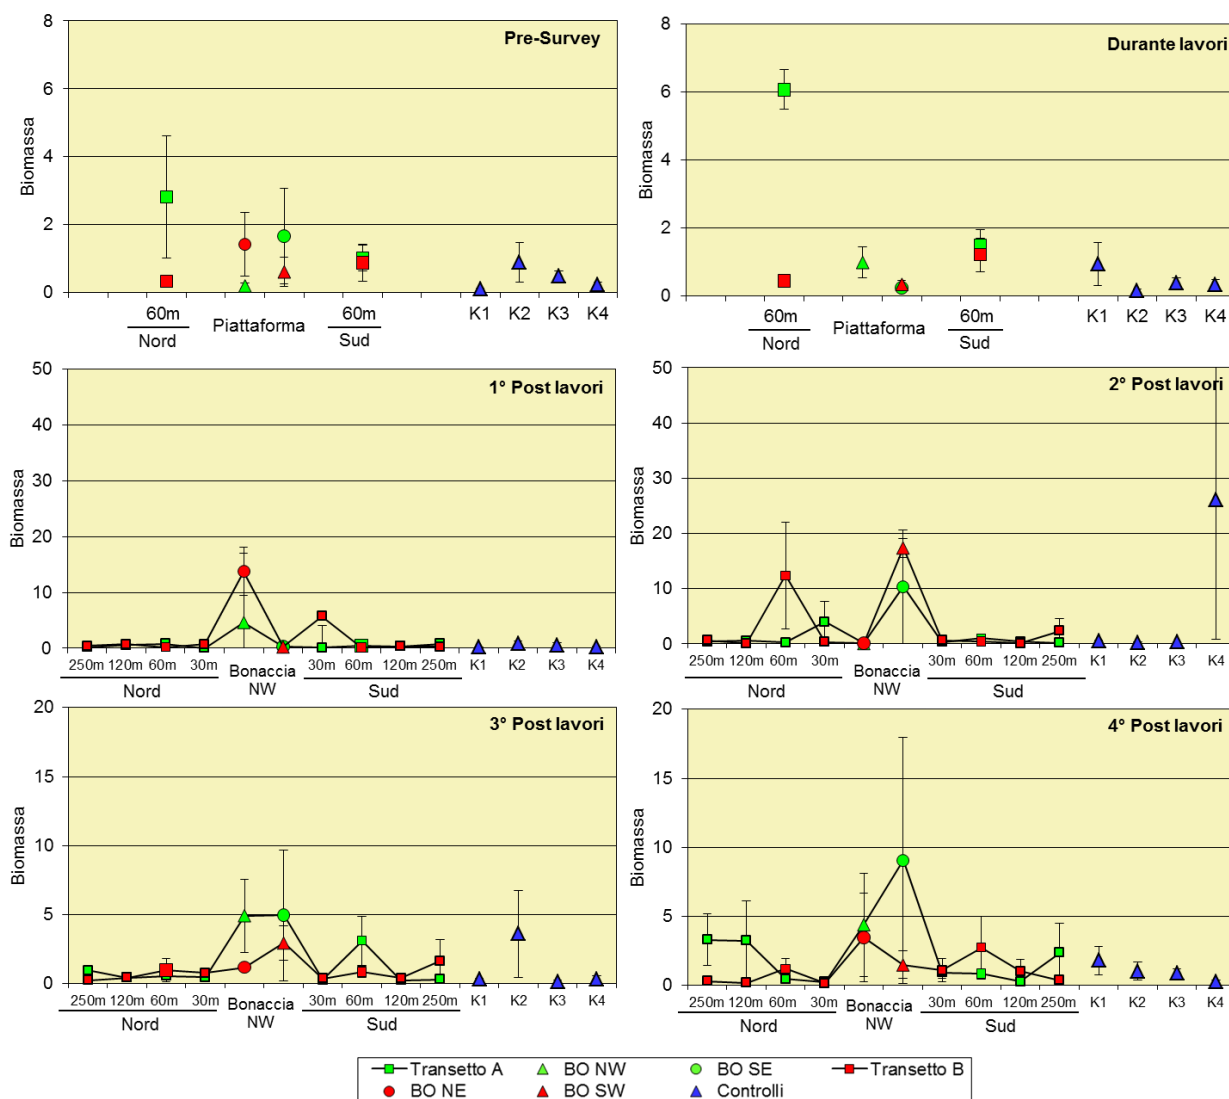 Pre-Survey
Biomassa
8
6
4
2
0
60m
Nord
Piattaforma
60m
Sud
K1 K2 K3 K4
Durante lavori
Biomassa
8
6
4
2
0
60m
Nord
Piattaforma
60m
Sud
K1 K2 K3 K4
1° Post lavori
Biomassa
50
40
30
20
10
0
250m 120m 60m 30m
Nord
Bonaccia
NW
30m 60m 120m 250m
Sud
K1 K2 K3 K4
2° Post lavori
Biomassa
50
40
30
20
10
0
250m 120m 60m 30m
Nord
Bonaccia
NW
30m 60m 120m 250m
Sud
K1 K2 K3 K4
3° Post lavori
Biomassa
20
15
10
5
0
250m 120m 60m 30m
Nord
Bonaccia
NW
30m 60m 120m 250m
Sud
K1 K2 K3 K4
4° Post lavori
Biomassa
20
15
10
5
0
250m 120m 60m 30m
Nord
Bonaccia
NW
30m 60m 120m 250m
Sud
K1 K2 K3 K4
Transetto A BO NW BO SE Transetto B
BO NE BO SW Controlli